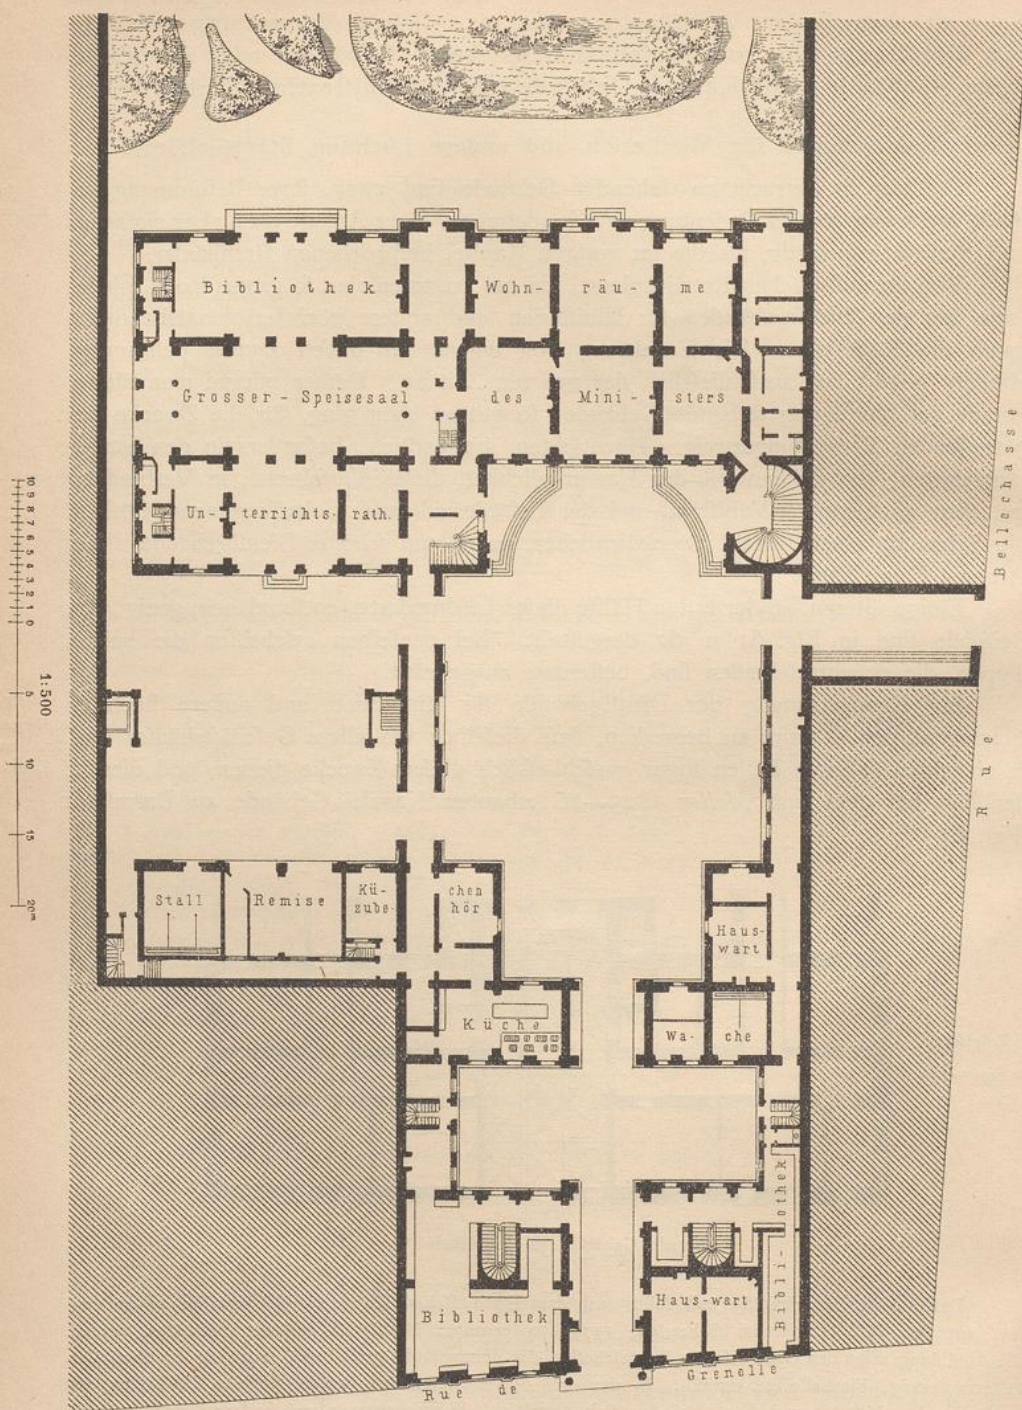 Bibliothek
Wohn- räu- me
Grosser-Speisesaal
des Mini- sters
Un- terrichts- rath.
Bellechasse
Rue
10 9 8 7 6 5 4 3 2 1 0 5 10 15 20m
1:500
Stall
Remise
Kü-
zube-
chen
hör
Haus-
wart
Küche
Wa- che
Bibli- othek
Bibliothek
Haus-wart
Rue de Grenelle